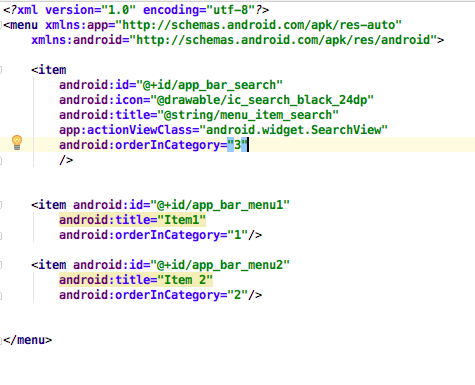 <?xml version="1.0" encoding="utf-8"?>
<menu xmlns:app="http://schemas.android.com/apk/res-auto"
xmlns:android="http://schemas.android.com/apk/res/android">
<item
android:id="@+id/app_bar_search"
android:icon="@drawable/ic_search_black_24dp"
android:title="@string/menu_item_search"
app:actionViewClass="android.widget.SearchView"
android:orderInCategory="3"
/>
<item android:id="@+id/app_bar_menu1"
android:title="Item1"
android:orderInCategory="1"/>
<item android:id="@+id/app_bar_menu2"
android:title="Item 2"
android:orderInCategory="2"/>
</menu>